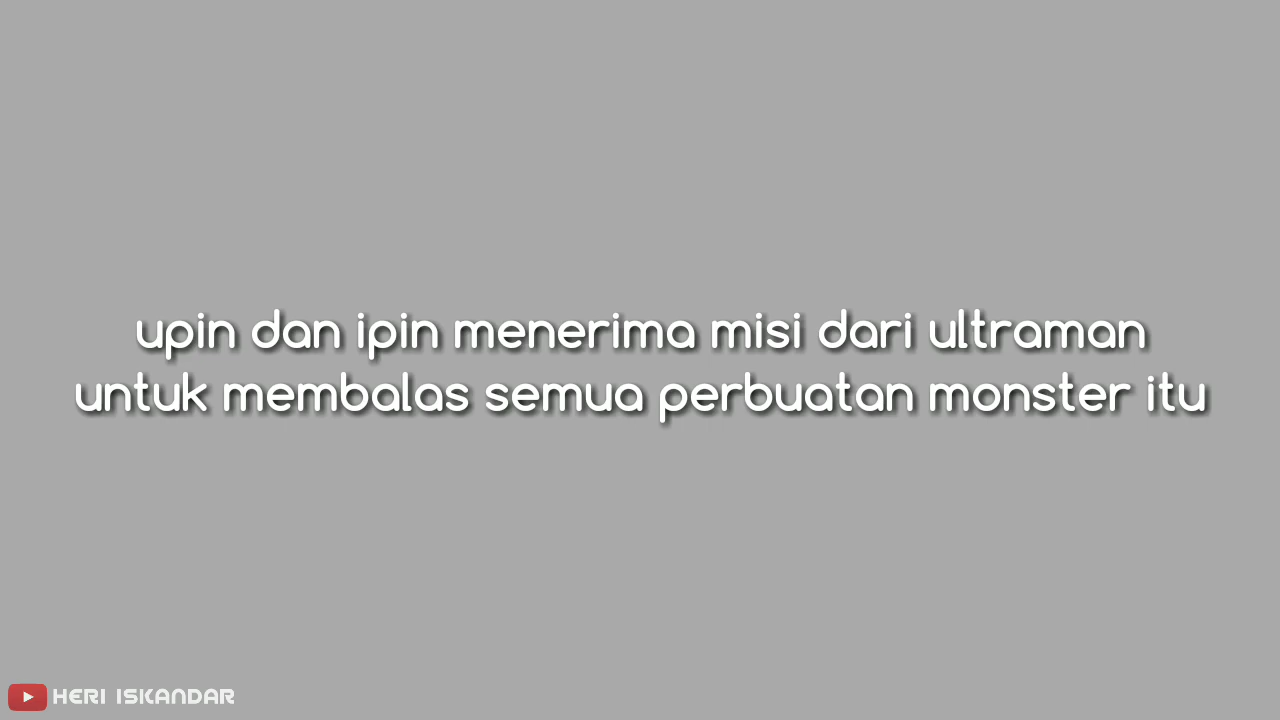 upin dan ipin menerima misi dari ultraman
untuk membalas semua perbuatan monster itu
HERI ISKANDAR